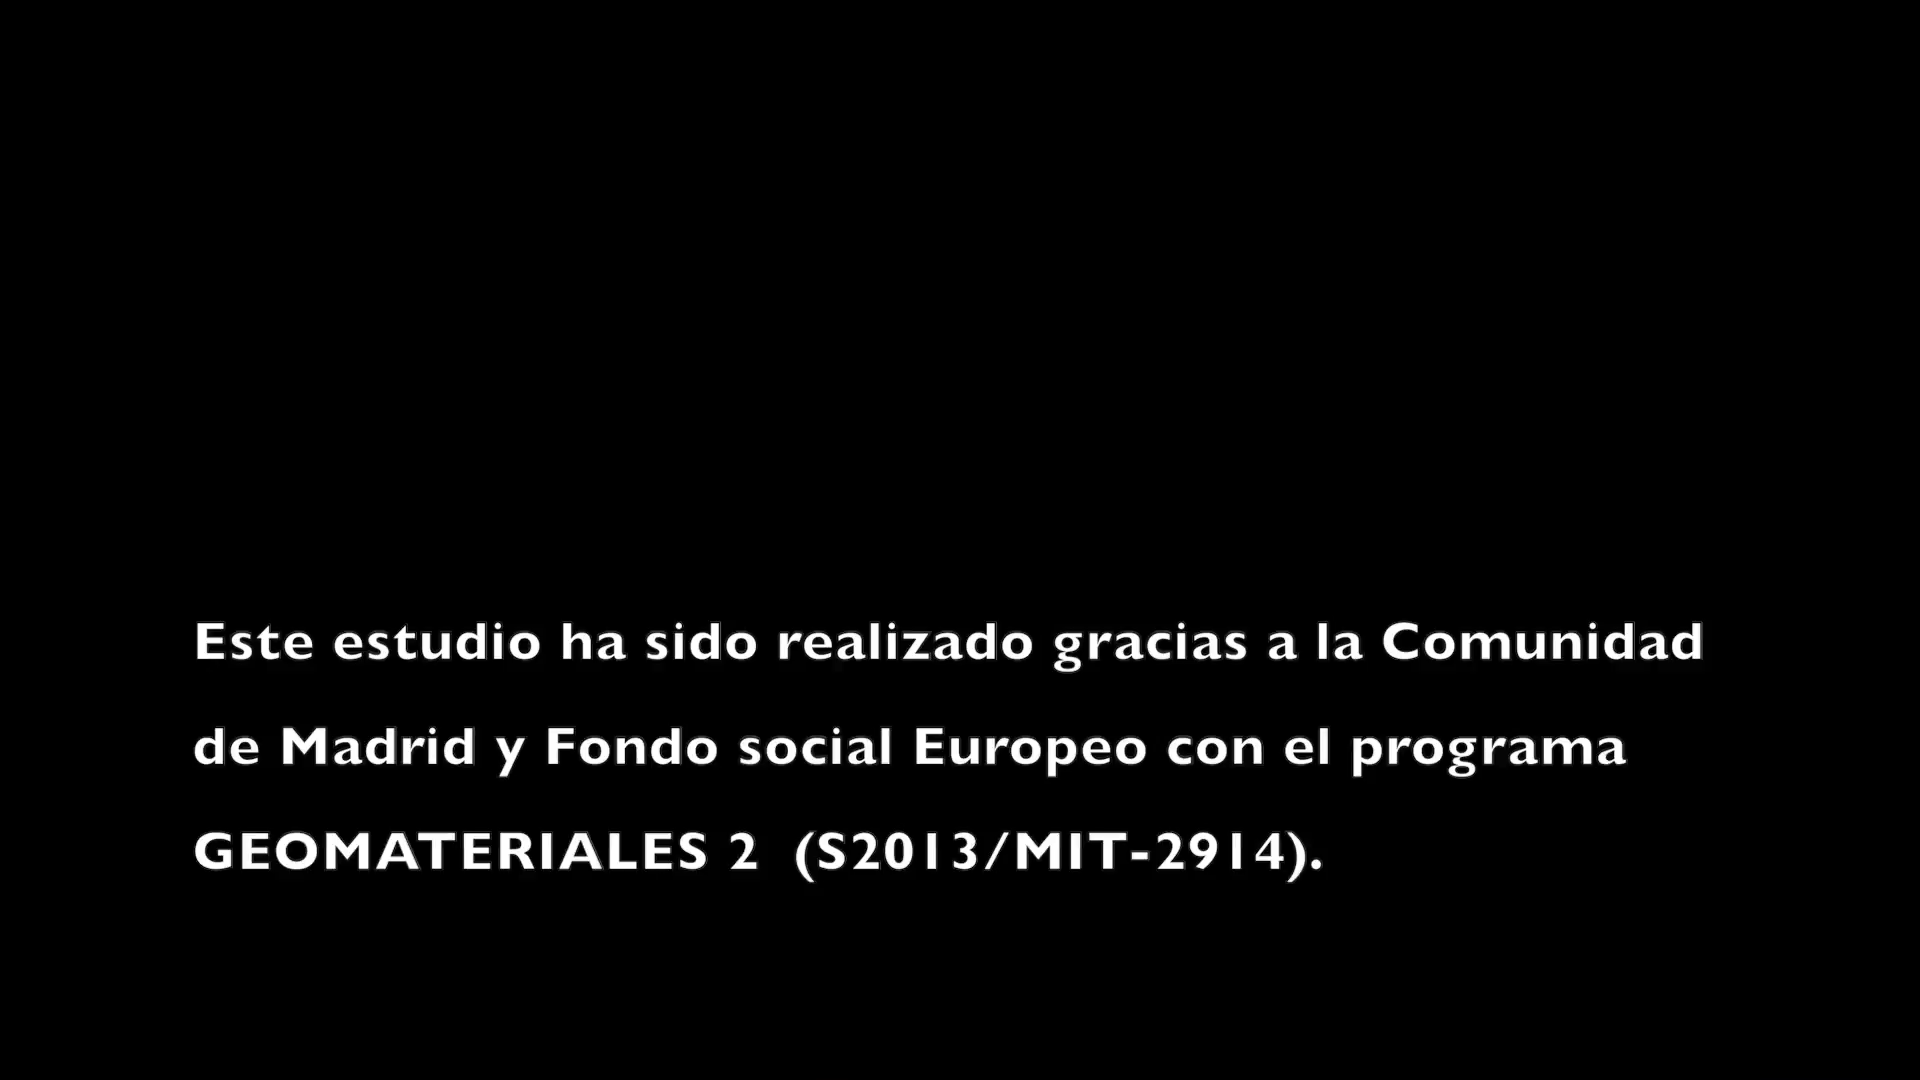 Este estudio ha sido realizado gracias a la Comunidad
de Madrid y Fondo social Europeo con el programa
GEOMATERIALES 2  (S2013/MIT-2914).